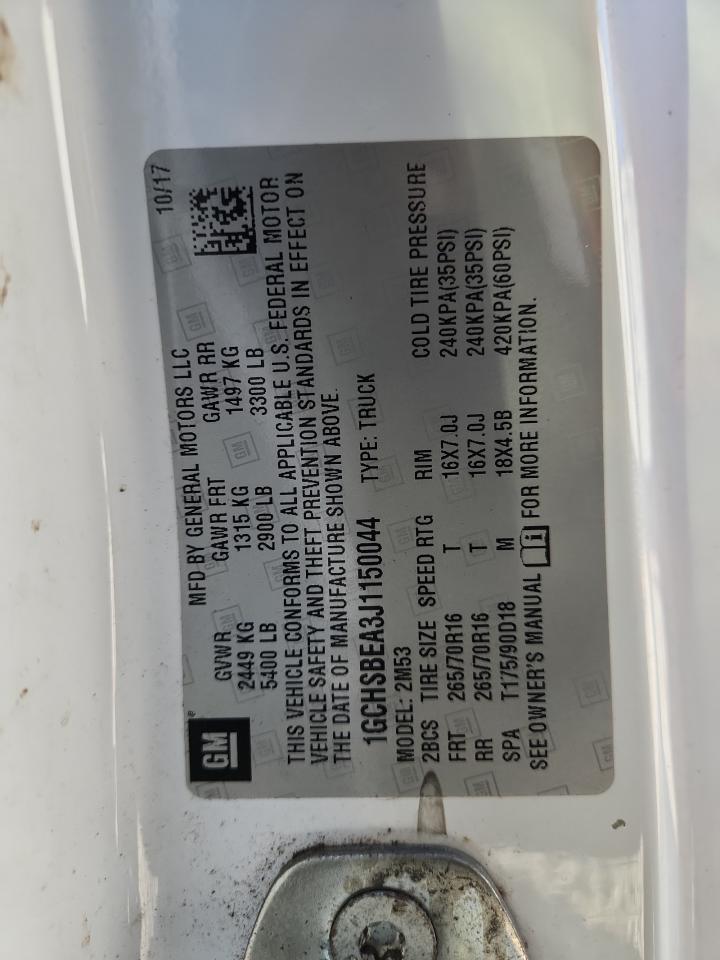 GM
MFD BY GENERAL MOTORS LLC 10/17
GVWR GAWR FRT GAWR RR
2449 KG 1315 KG 1497 KG
5400 LB 2900 LB 3300 LB
THIS VEHICLE CONFORMS TO ALL APPLICABLE U.S. FEDERAL MOTOR
VEHICLE SAFETY AND THEFT PREVENTION STANDARDS IN EFFECT ON
THE DATE OF MANUFACTURE SHOWN ABOVE.
1GCHSBEA3J1150044 TYPE: TRUCK
MODEL: 2M53
2BCS TIRE SIZE SPEED RTG RIM COLD TIRE PRESSURE
FRT 265/70R16 T 16X7.0J 240KPA(35PSI)
RR 265/70R16 T 16X7.0J 240KPA(35PSI)
SPA T175/90D18 M 18X4.5B 420KPA(60PSI)
SEE OWNER'S MANUAL FOR MORE INFORMATION.